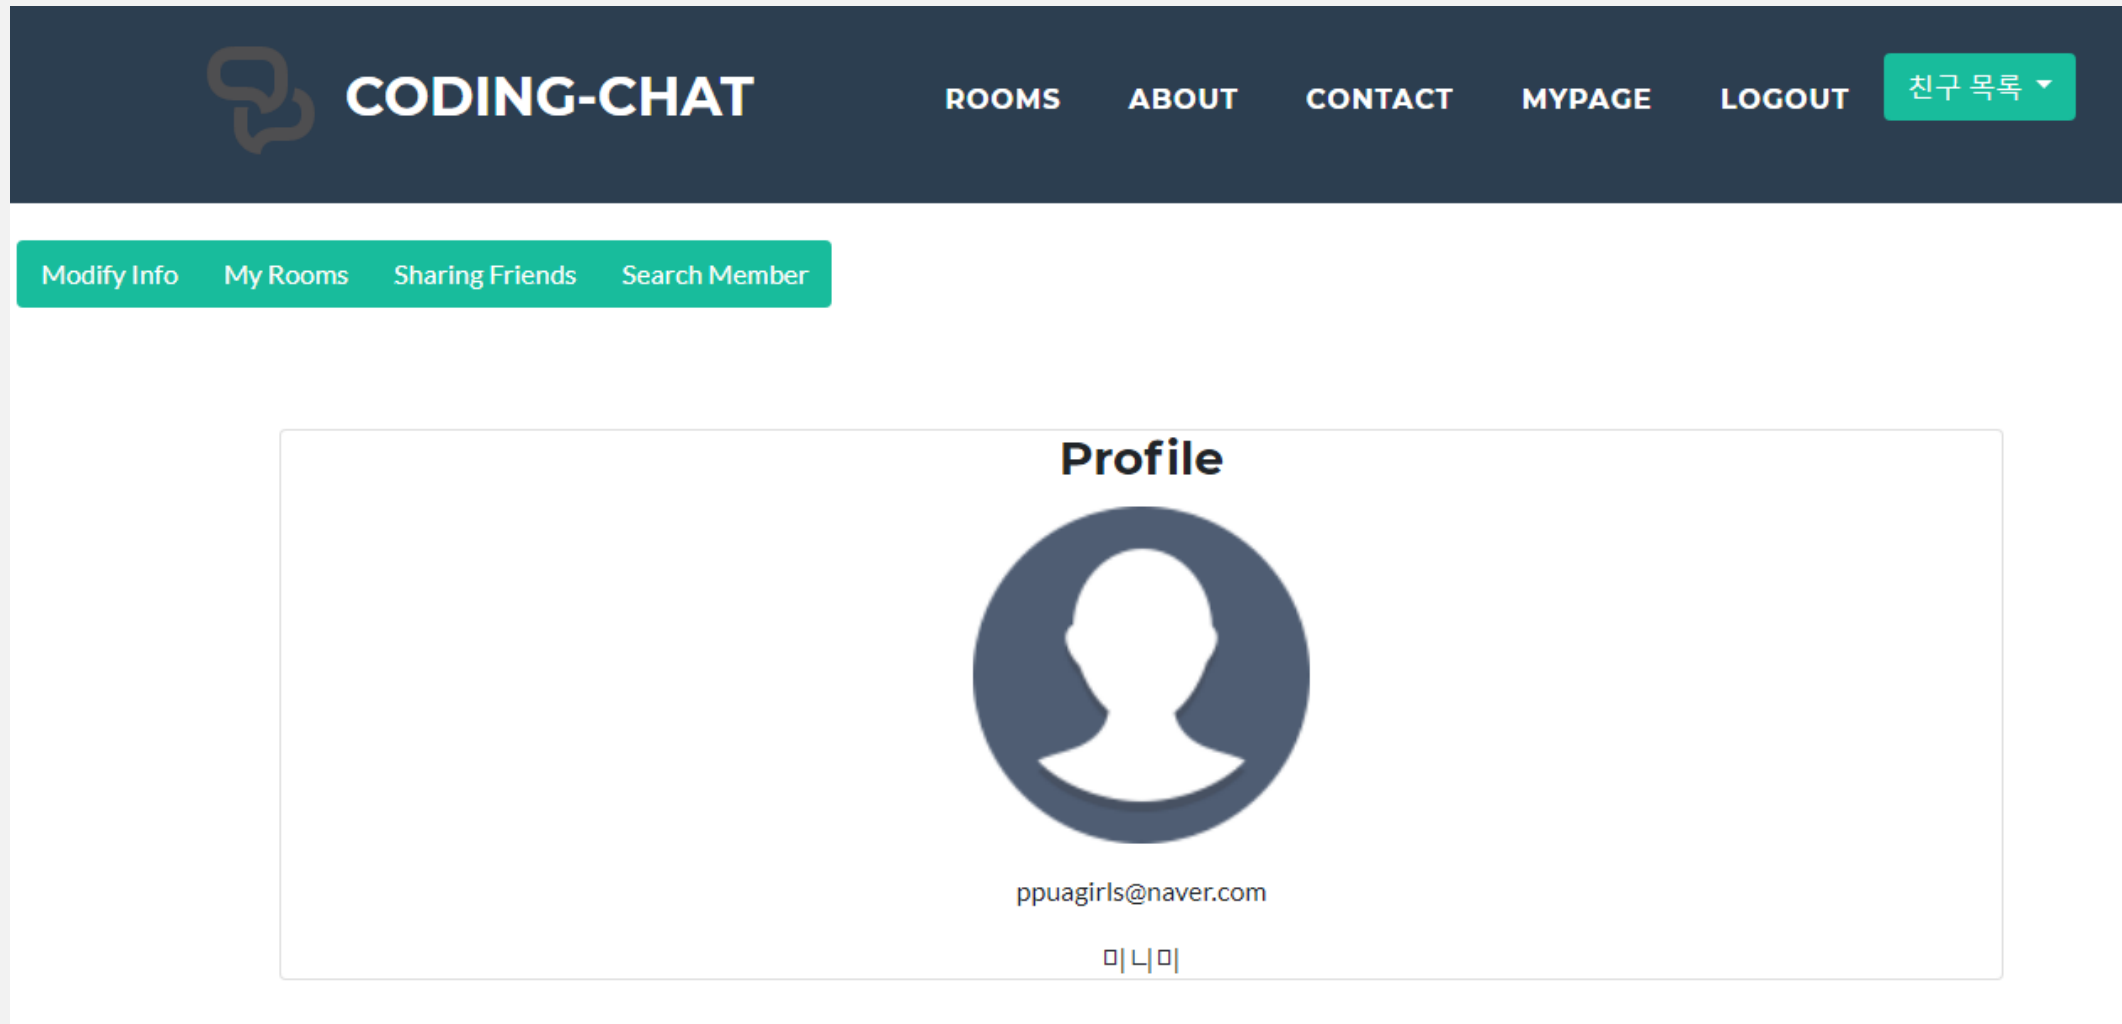 CODING-CHAT ROOMS ABOUT CONTACT MYPAGE LOGOUT 친구 목록
Modify Info My Rooms Sharing Friends Search Member
Profile
ppuagirls@naver.com
미니미